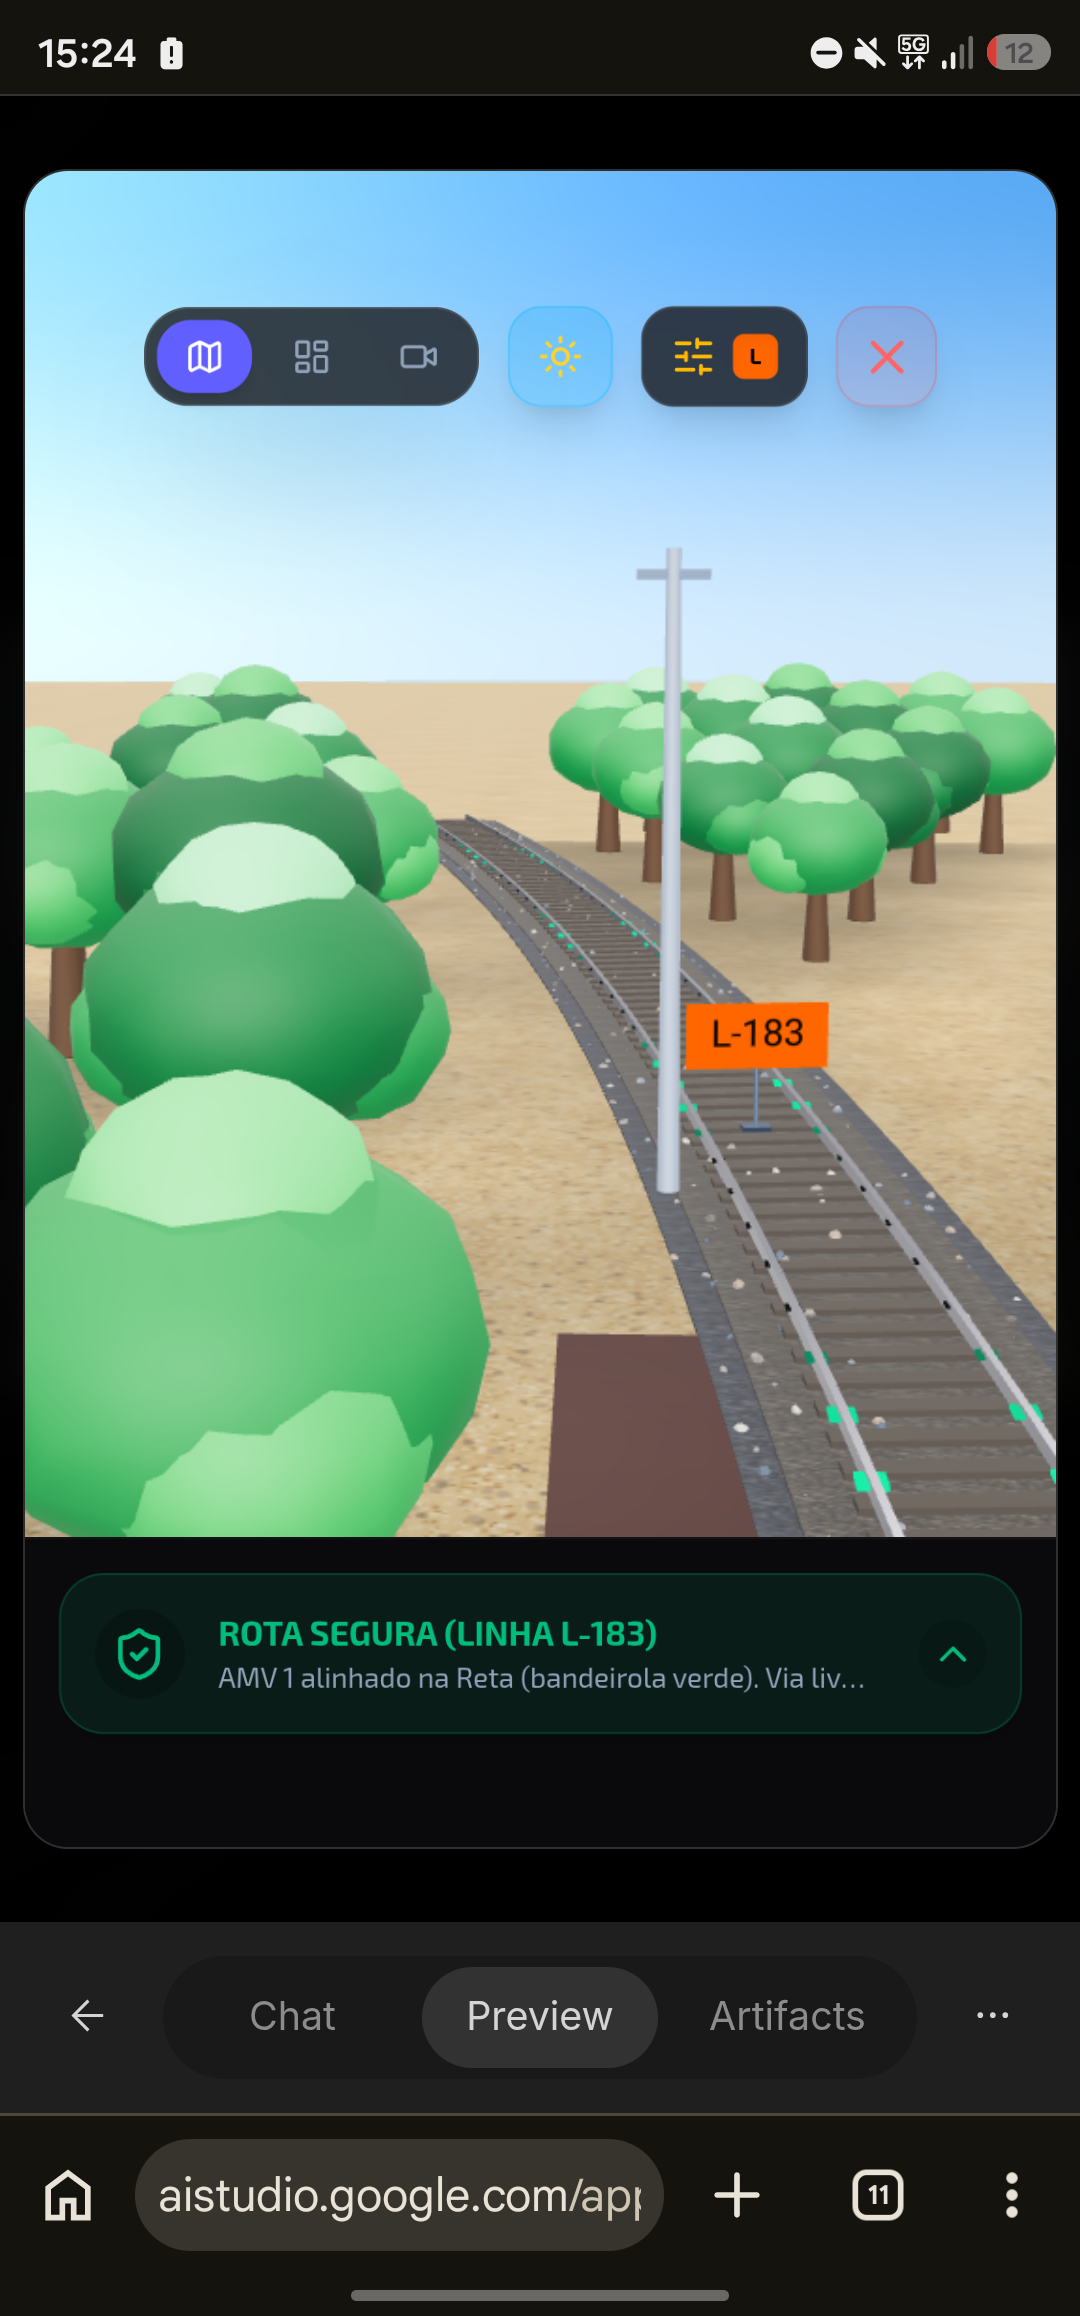 15:24
5G
12
L
L-183
ROTA SEGURA (LINHA L-183)
AMV 1 alinhado na Reta (bandeirola verde). Via liv...
Chat
Preview
Artifacts
aistudio.google.com/app
11